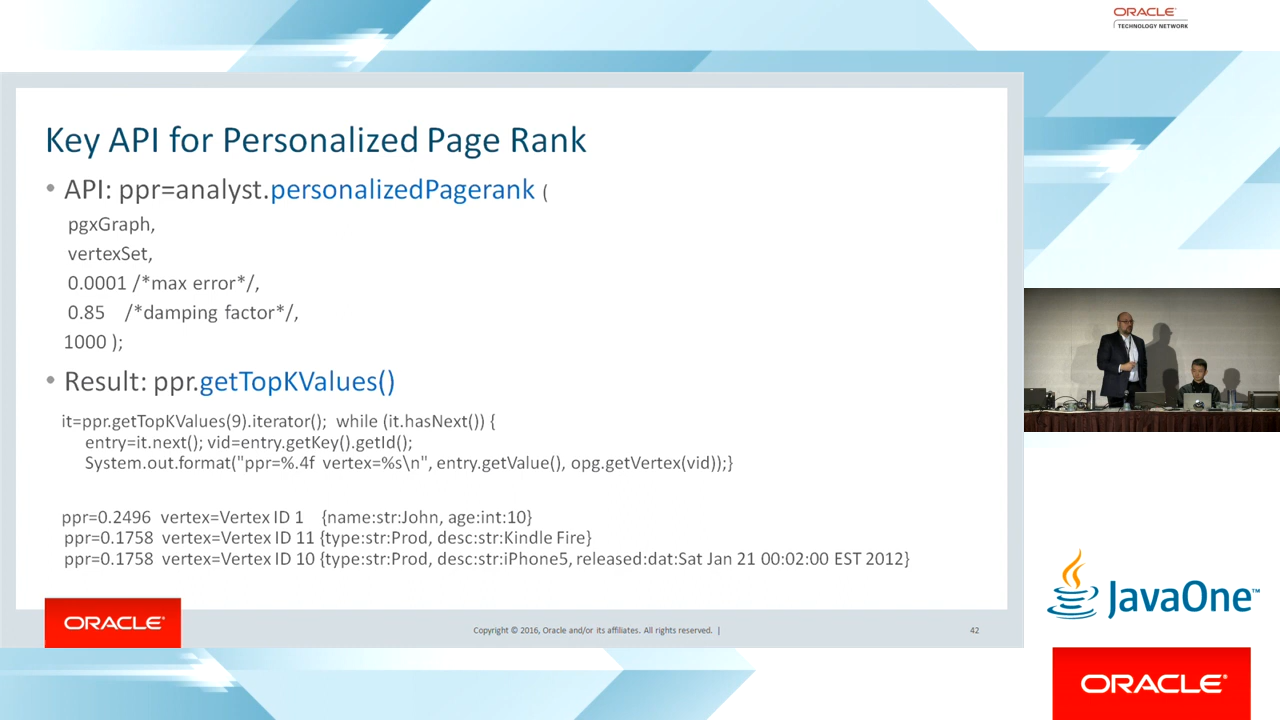 ORACLE
TECHNOLOGY NETWORK
Key API for Personalized Page Rank
• API: ppr=analyst.personalizedPagerank (
pgxGraph,
vertexSet,
0.0001 /*max error*/,
0.85 /*damping factor*/,
1000 );
• Result: ppr.getTopKValues()
it=ppr.getTopKValues(9).iterator(); while (it.hasNext()) {
entry=it.next(); vid=entry.getKey().getId();
System.out.format("ppr=%.4f vertex=%s\n", entry.getValue(), opg.getVertex(vid));}
ppr=0.2496 vertex=Vertex ID 1 {name:str:John, age:int:10}
ppr=0.1758 vertex=Vertex ID 11 {type:str:Prod, desc:str:Kindle Fire}
ppr=0.1758 vertex=Vertex ID 10 {type:str:Prod, desc:str:iPhone5, released:dat:Sat Jan 21 00:02:00 EST 2012}
ORACLE
Copyright © 2016, Oracle and/or its affiliates. All rights reserved. |
42
JavaOne™
ORACLE